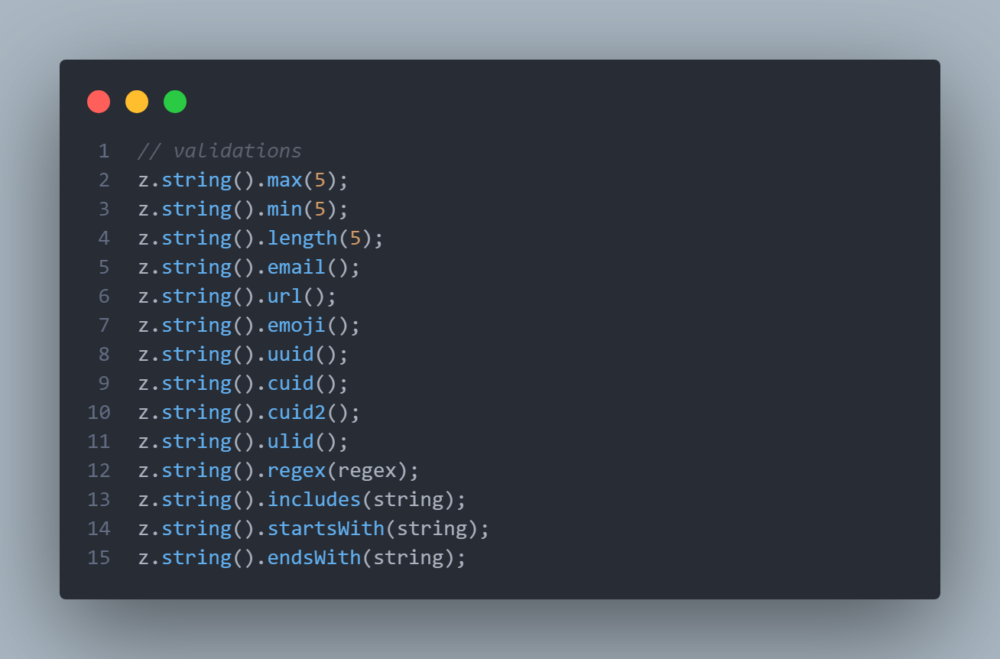 1 // validations
2 z.string().max(5);
3 z.string().min(5);
4 z.string().length(5);
5 z.string().email();
6 z.string().url();
7 z.string().emoji();
8 z.string().uuid();
9 z.string().cuid();
10 z.string().cuid2();
11 z.string().ulid();
12 z.string().regex(regex);
13 z.string().includes(string);
14 z.string().startsWith(string);
15 z.string().endsWith(string);